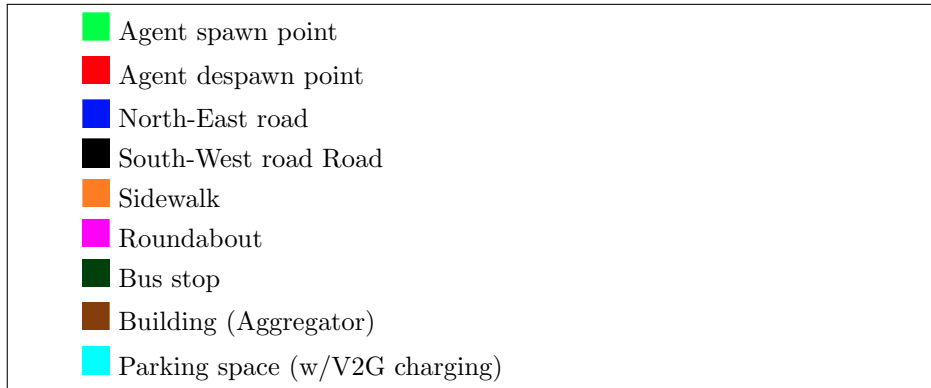 Agent spawn point
Agent despawn point
North-East road
South-West road Road
Sidewalk
Roundabout
Bus stop
Building (Aggregator)
Parking space (w/V2G charging)